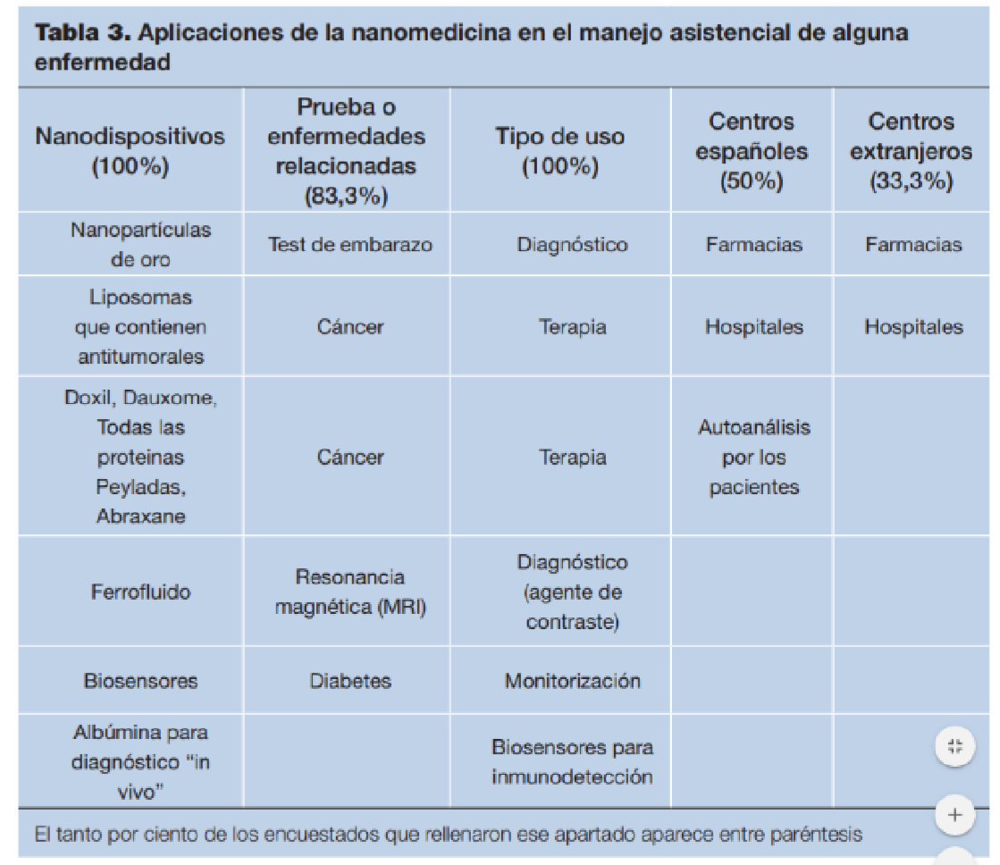 Tabla 3. Aplicaciones de la nanomedicina en el manejo asistencial de alguna
enfermedad
Nanodispositivos
(100%)
Prueba o
enfermedades
relacionadas
(83,3%)
Tipo de uso
(100%)
Centros
españoles
(50%)
Centros
extranjeros
(33,3%)
Nanopartículas
de oro
Test de embarazo
Diagnóstico
Farmacias
Farmacias
Liposomas
que contienen
antitumorales
Cáncer
Terapia
Hospitales
Hospitales
Doxil, Dauxome,
Todas las
proteinas
Peyladas,
Abraxane
Cáncer
Terapia
Autoanálisis
por los
pacientes
Ferrofluido
Resonancia
magnética (MRI)
Diagnóstico
(agente de
contraste)
Biosensores
Diabetes
Monitorización
Albúmina para
diagnóstico “in
vivo”
Biosensores para
inmunodetección
El tanto por ciento de los encuestados que rellenaron ese apartado aparece entre paréntesis